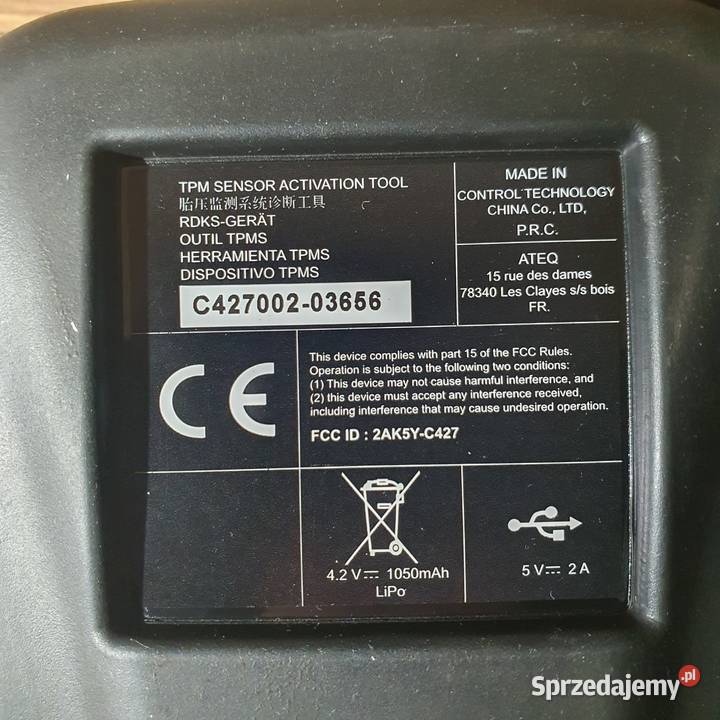 TPM SENSOR ACTIVATION TOOL
胎压监测系统诊断工具
RDKS-GERÄT
OUTIL TPMS
HERRAMIENTA TPMS
DISPOSITIVO TPMS
C427002-03656
MADE IN
CONTROL TECHNOLOGY
CHINA Co., LTD,
P.R.C.
ATEQ
15 rue des dames
78340 Les Clayes s/s bois
FR.
CE
This device complies with part 15 of the FCC Rules.
Operation is subject to the following two conditions:
(1) This device may not cause harmful interference, and
(2) this device must accept any interference received,
including interference that may cause undesired operation.
FCC ID : 2AK5Y-C427
4.2 V⎓ 1050mAh
LiPo
5 V⎓ 2 A
Sprzedajemy.pl